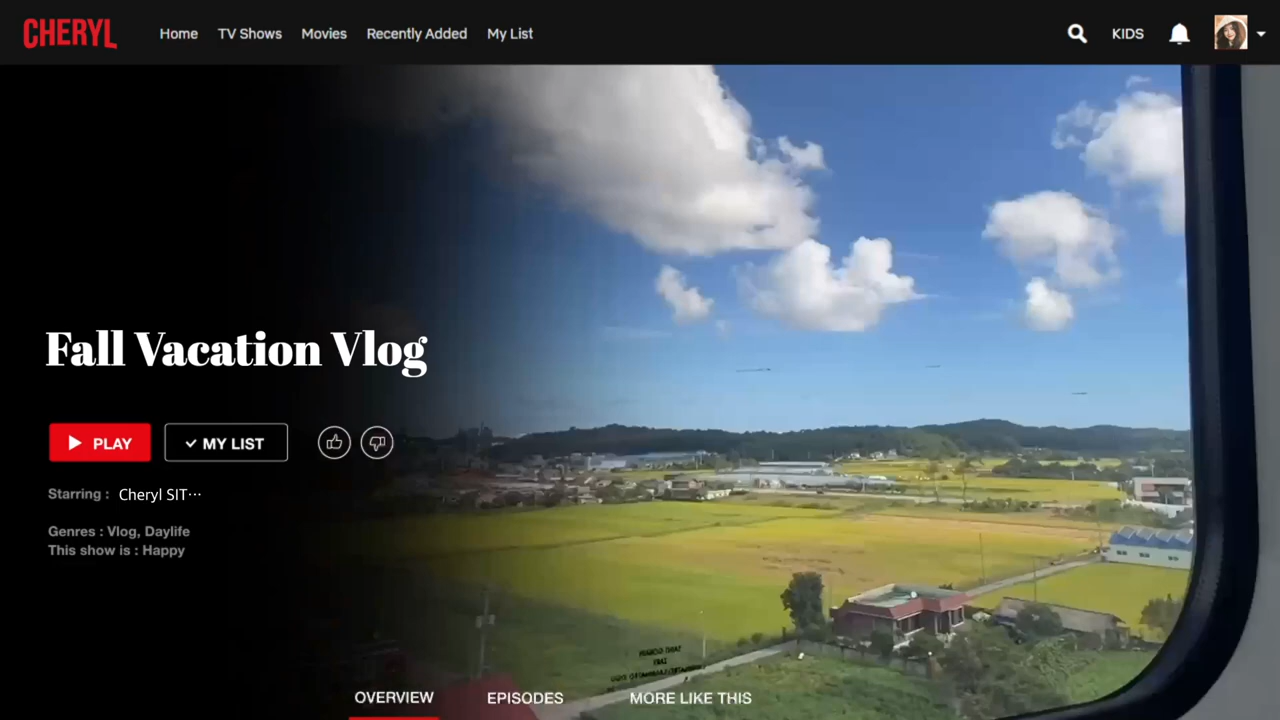 CHERYL
Home TV Shows Movies Recently Added My List
KIDS
Fall Vacation Vlog
PLAY
MY LIST
Starring : Cheryl SIT···
Genres : Vlog, Daylife
This show is : Happy
OVERVIEW EPISODES MORE LIKE THIS